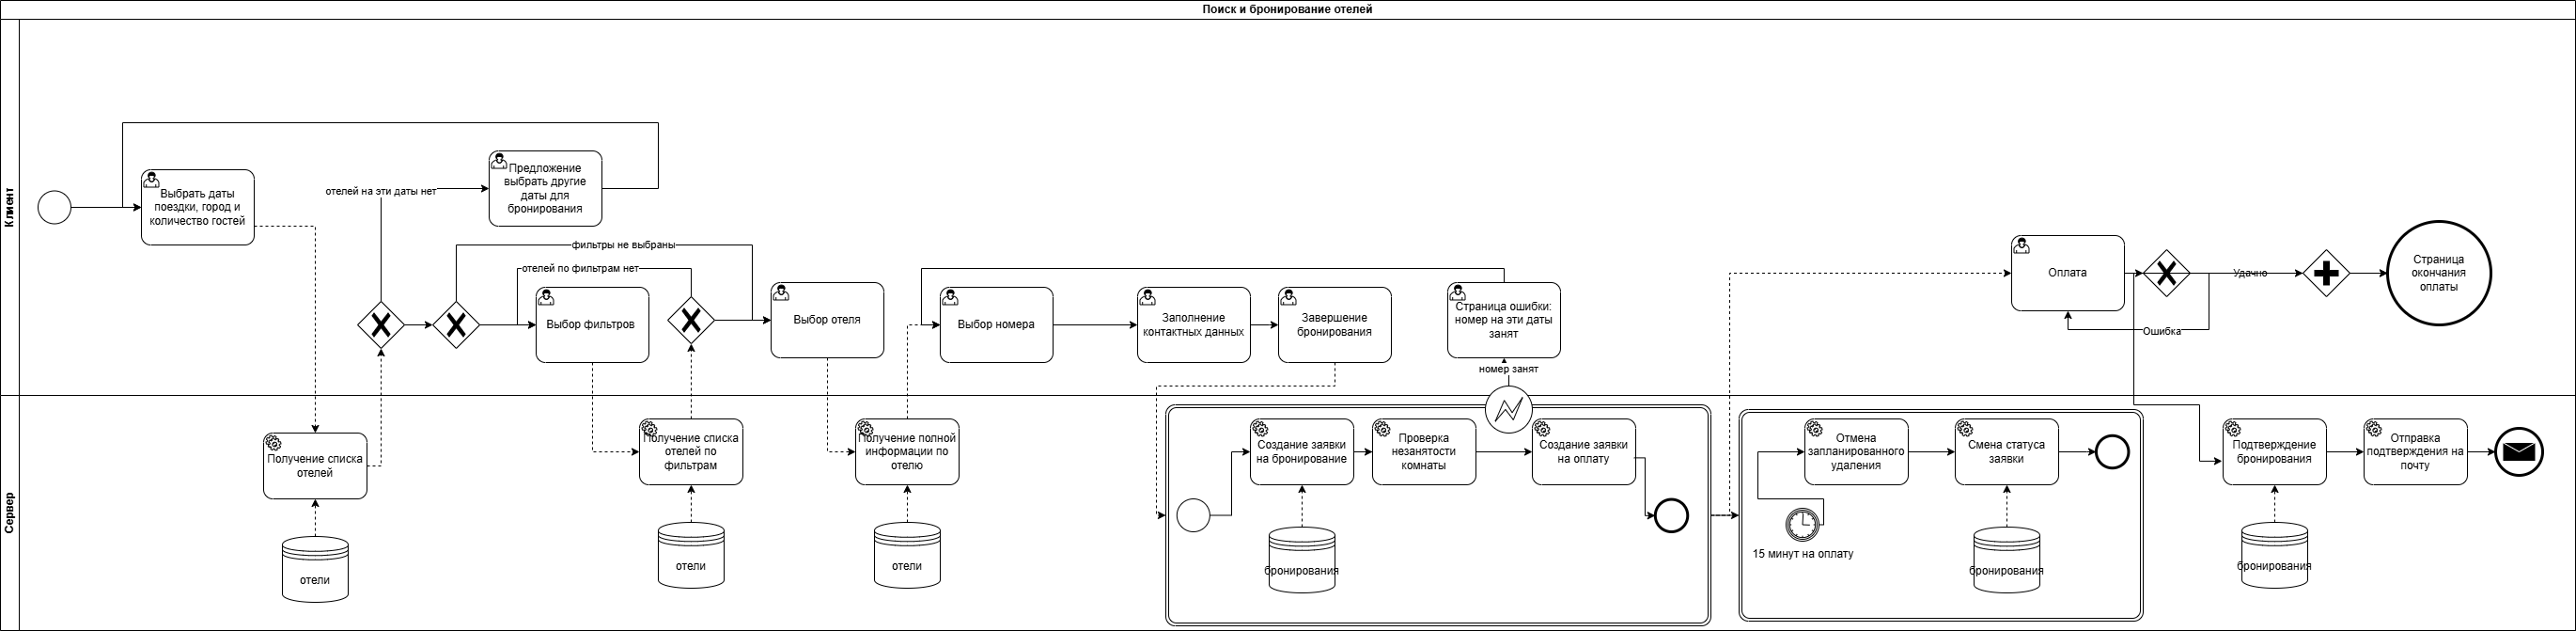 Поиск и бронирование отелей
Клиент
Выбрать даты
поездки, город и
количество гостей
отелей на эти даты нет
Предложение
выбрать другие
даты для
бронирования
фильтры не выбраны
отелей по фильтрам нет
Выбор фильтров
Выбор отеля
Выбор номера
Заполнение
контактных данных
Завершение
бронирования
Страница ошибки:
номер на эти даты
занят
номер занят
Оплата
Удачно
Ошибка
Страница
окончания
оплаты
Сервер
Получение списка
отелей
отели
Получение списка
отелей по
фильтрам
отели
Получение полной
информации по
отелю
отели
Создание заявки
на бронирование
Проверка
незанятости
комнаты
Создание заявки
на оплату
бронирования
15 минут на оплату
Отмена
запланированного
удаления
Смена статуса
заявки
бронирования
Подтверждение
бронирования
Отправка
подтверждения на
почту
бронирования